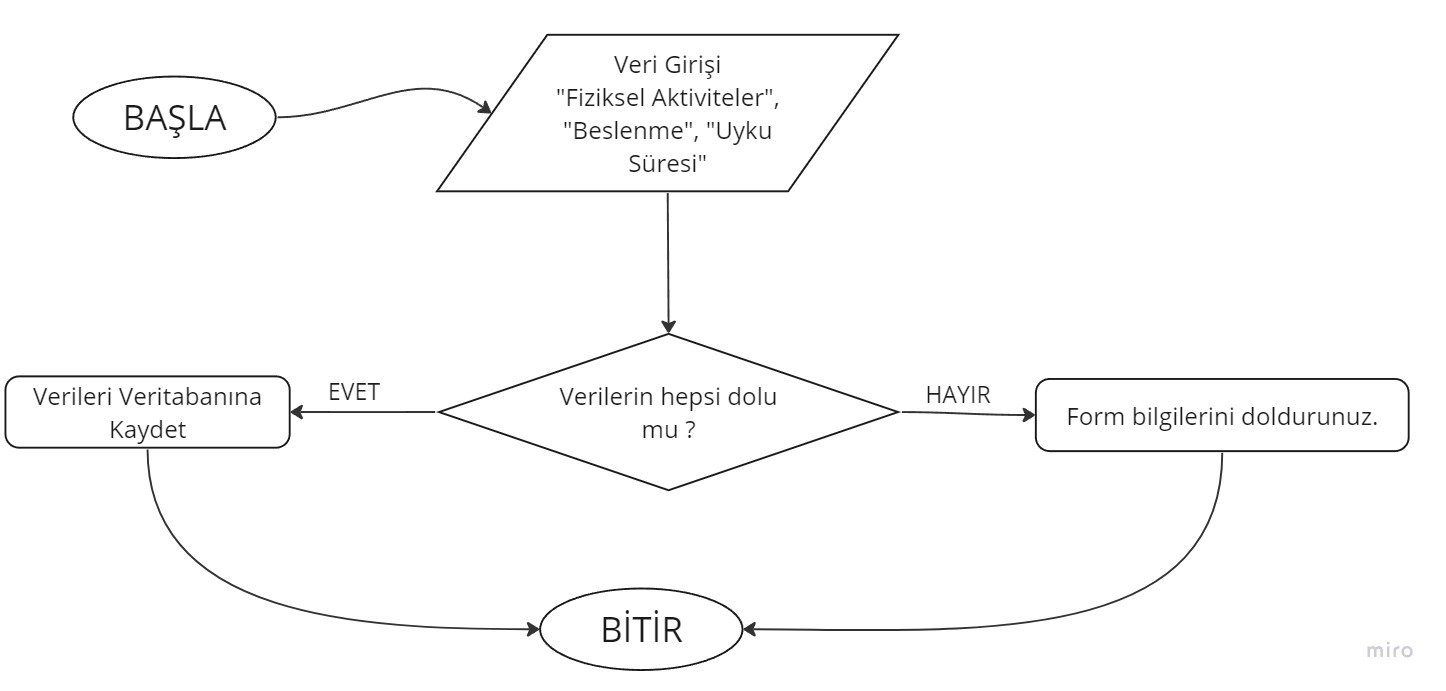 BAŞLA
Veri Girişi
"Fiziksel Aktiviteler",
"Beslenme", "Uyku
Süresi"
Verilerin hepsi dolu
mu ?
EVET
Verileri Veritabanına
Kaydet
HAYIR
Form bilgilerini doldurunuz.
BİTİR
miro